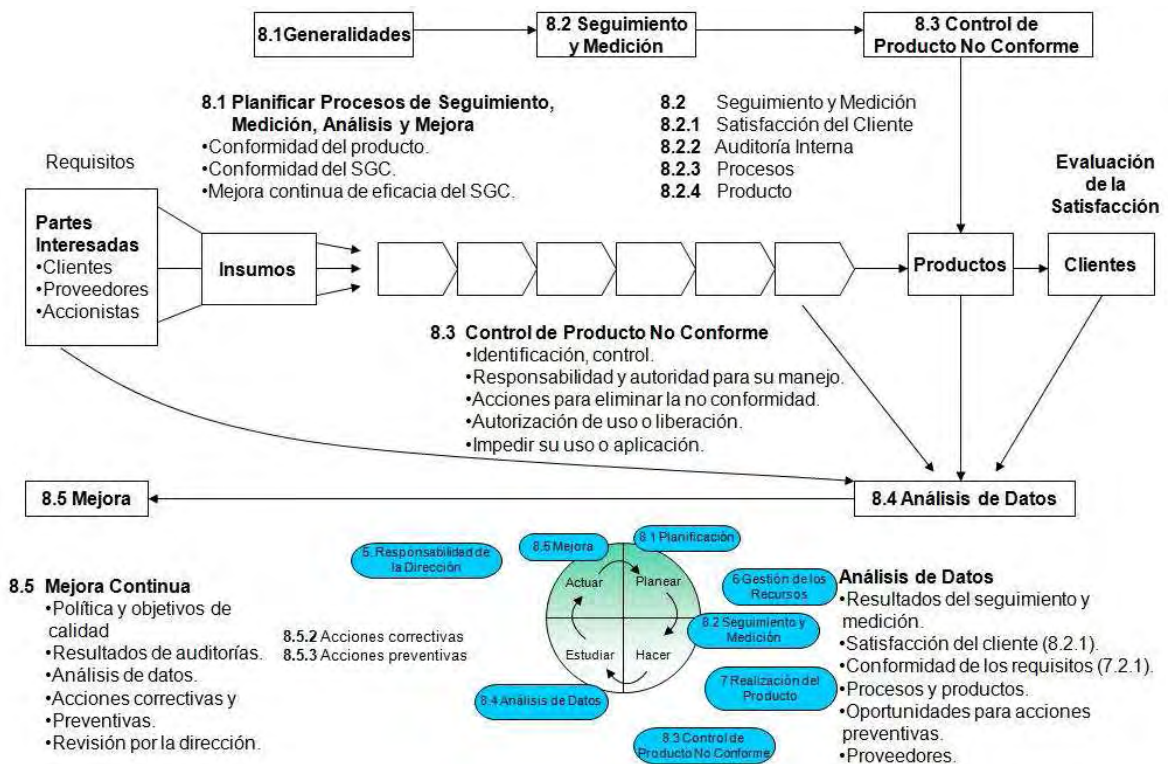 8.1Generalidades
8.2 Seguimiento
y Medición
8.3 Control de
Producto No Conforme
8.1 Planificar Procesos de Seguimiento,
Medición, Análisis y Mejora
•Conformidad del producto.
•Conformidad del SGC.
•Mejora continua de eficacia del SGC.
8.2 Seguimiento y Medición
8.2.1 Satisfacción del Cliente
8.2.2 Auditoría Interna
8.2.3 Procesos
8.2.4 Producto
Requisitos
Evaluación
de la
Satisfacción
Partes
Interesadas
•Clientes
•Proveedores
•Accionistas
Insumos
Productos
Clientes
8.3 Control de Producto No Conforme
•Identificación, control.
•Responsabilidad y autoridad para su manejo.
•Acciones para eliminar la no conformidad.
•Autorización de uso o liberación.
•Impedir su uso o aplicación.
8.5 Mejora
8.4 Análisis de Datos
8.5 Mejora Continua
•Política y objetivos de
calidad
•Resultados de auditorías.
•Análisis de datos.
•Acciones correctivas y
•Preventivas.
•Revisión por la dirección.
8.5.2 Acciones correctivas
8.5.3 Acciones preventivas
5. Responsabilidad de
la Dirección
8.5 Mejora
8.1 Planificación
Actuar
Planear
6 Gestión de los
Recursos
8.2 Seguimiento y
Medición
Estudiar
Hacer
7 Realización del
Producto
8.4 Análisis de Datos
8.3 Control de
Producto No Conforme
Análisis de Datos
•Resultados del seguimiento y
medición.
•Satisfacción del cliente (8.2.1).
•Conformidad de los requisitos (7.2.1).
•Procesos y productos.
•Oportunidades para acciones
preventivas.
•Proveedores.